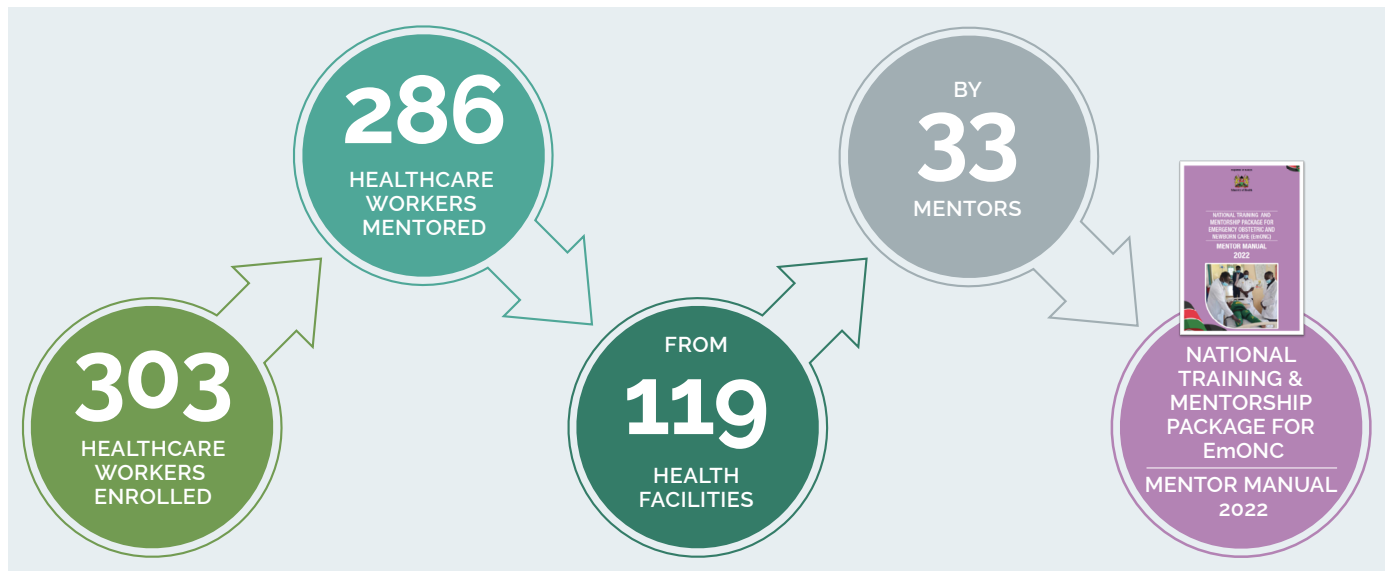 303
HEALTHCARE
WORKERS
ENROLLED
286
HEALTHCARE
WORKERS
MENTORED
FROM
119
HEALTH
FACILITIES
BY
33
MENTORS
NATIONAL TRAINING AND
MENTORSHIP PACKAGE FOR
EMERGENCY OBSTETRIC AND
NEWBORN CARE (EmONC)
MENTOR MANUAL
2022
NATIONAL
TRAINING &
MENTORSHIP
PACKAGE FOR
EmONC
MENTOR MANUAL
2022